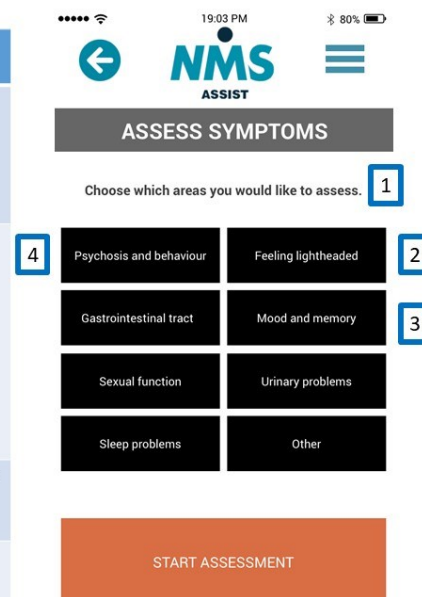 19:03 PM
80%
NMS
ASSIST
ASSESS SYMPTOMS
Choose which areas you would like to assess.
1
4
Psychosis and behaviour
Feeling lightheaded
2
Gastrointestinal tract
Mood and memory
3
Sexual function
Urinary problems
Sleep problems
Other
START ASSESSMENT